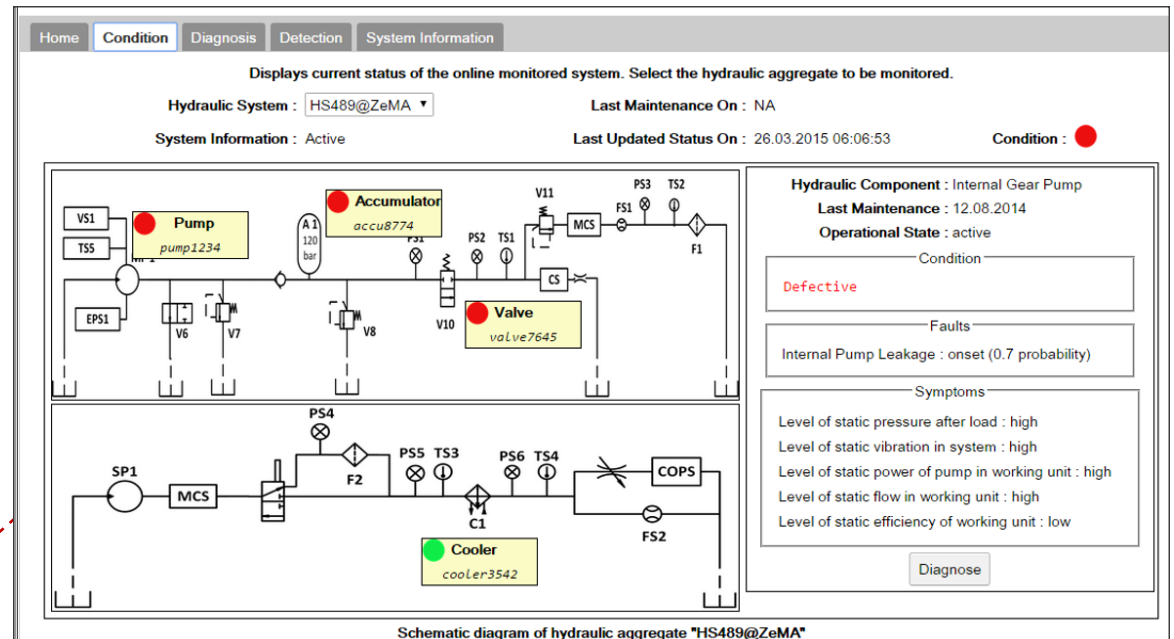 Home Condition Diagnosis Detection System Information
Displays current status of the online monitored system. Select the hydraulic aggregate to be monitored.
Hydraulic System : HS489@ZeMA Last Maintenance On : NA
System Information : Active Last Updated Status On : 26.03.2015 06:06:53 Condition :
VS1
TS5
EPS1
Pump
pump1234
V6
V7
A 1
120
bar
Accumulator
accu8774
V8
PS2
TS1
V10
Valve
valve7645
CS
V11
MCS
FS1
PS3
TS2
F1
SP1
MCS
PS4
F2
PS5
TS3
C1
Cooler
cooler3542
PS6
TS4
COPS
FS2
Hydraulic Component : Internal Gear Pump
Last Maintenance : 12.08.2014
Operational State : active
Condition
Defective
Faults
Internal Pump Leakage : onset (0.7 probability)
Symptoms
Level of static pressure after load : high
Level of static vibration in system : high
Level of static power of pump in working unit : high
Level of static flow in working unit : high
Level of static efficiency of working unit : low
Diagnose
Schematic diagram of hydraulic aggregate "HS489@ZeMA"